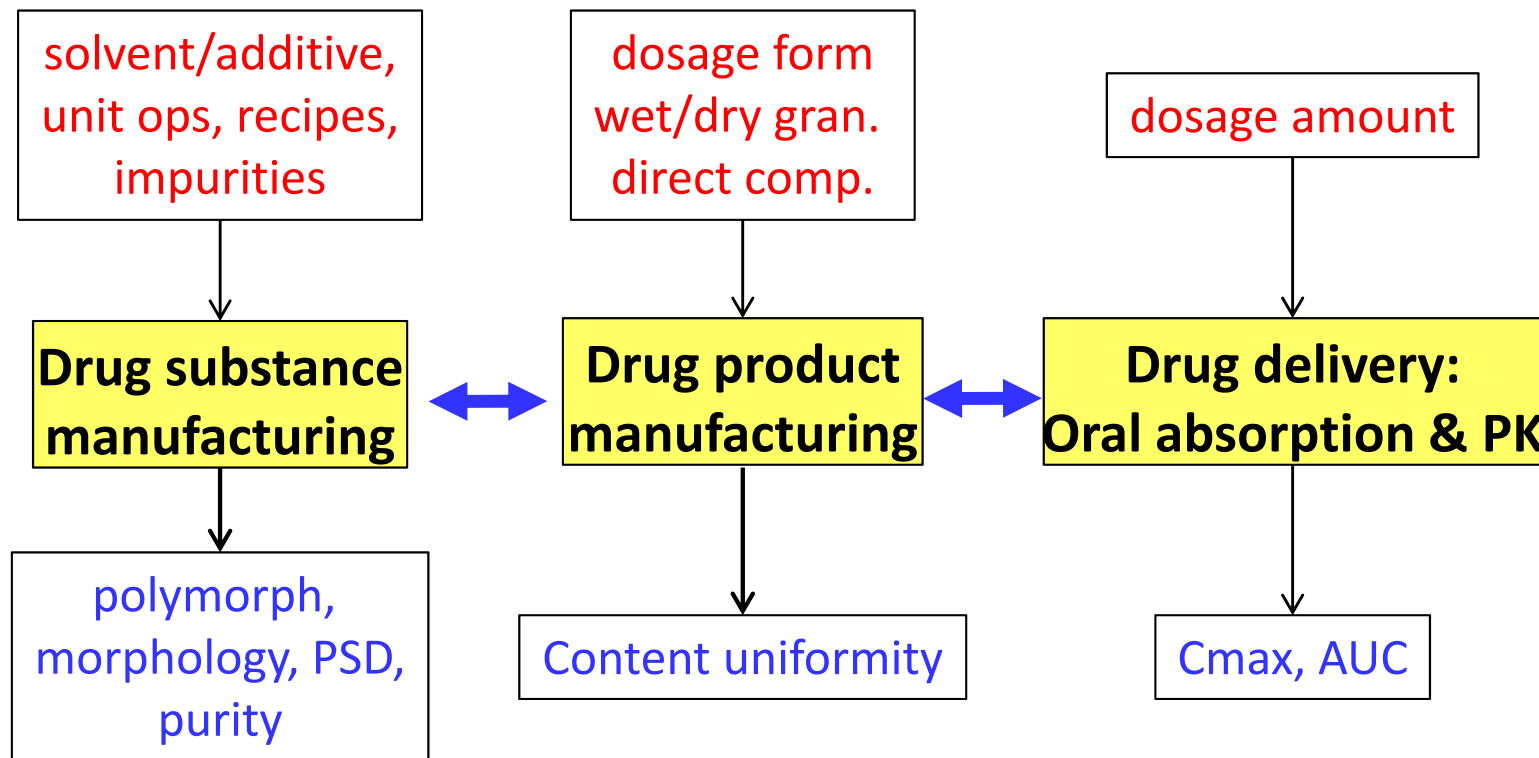 solvent/additive,
unit ops, recipes,
impurities
dosage form
wet/dry gran.
direct comp.
dosage amount
Drug substance
manufacturing
Drug product
manufacturing
Drug delivery:
Oral absorption & PK
polymorph,
morphology, PSD,
purity
Content uniformity
Cmax, AUC